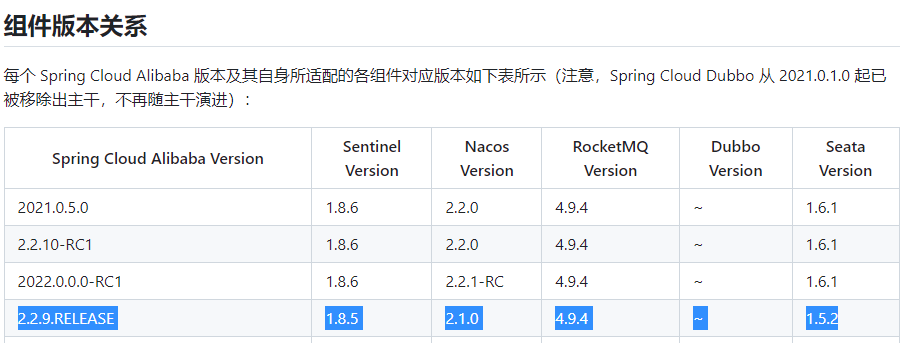 组件版本关系
每个 Spring Cloud Alibaba 版本及其自身所适配的各组件对应版本如下表所示（注意，Spring Cloud Dubbo 从 2021.0.1.0 起已
被移除出主干，不再随主干演进）：
Spring Cloud Alibaba Version Sentinel Version Nacos Version RocketMQ Version Dubbo Version Seata Version
2021.0.5.0 1.8.6 2.2.0 4.9.4 ~ 1.6.1
2.2.10-RC1 1.8.6 2.2.0 4.9.4 ~ 1.6.1
2022.0.0.0-RC1 1.8.6 2.2.1-RC 4.9.4 ~ 1.6.1
2.2.9.RELEASE 1.8.5 2.1.0 4.9.4 ~ 1.5.2